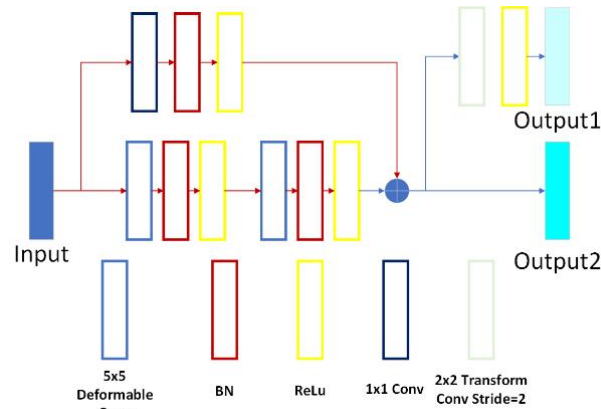 Output1
Input
Output2
5x5
Deformable
BN
ReLu
1x1 Conv
2x2 Transform
Conv Stride=2